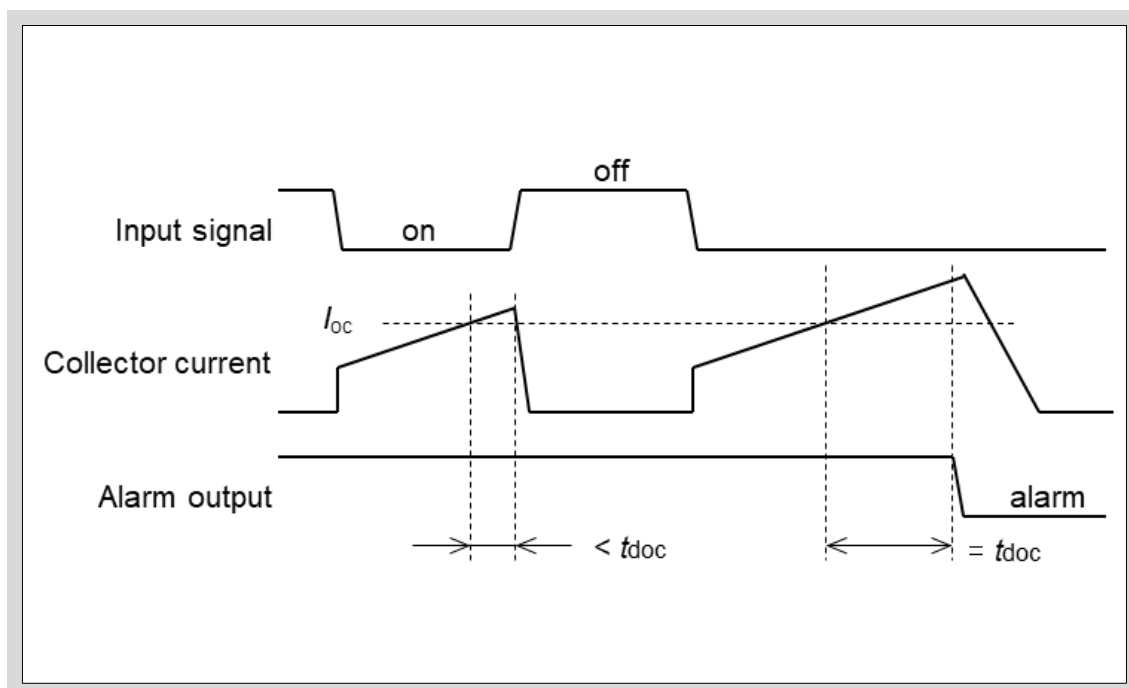 off
Input signal
on
Ioc
Collector current
Alarm output
alarm
< tdoc
= tdoc